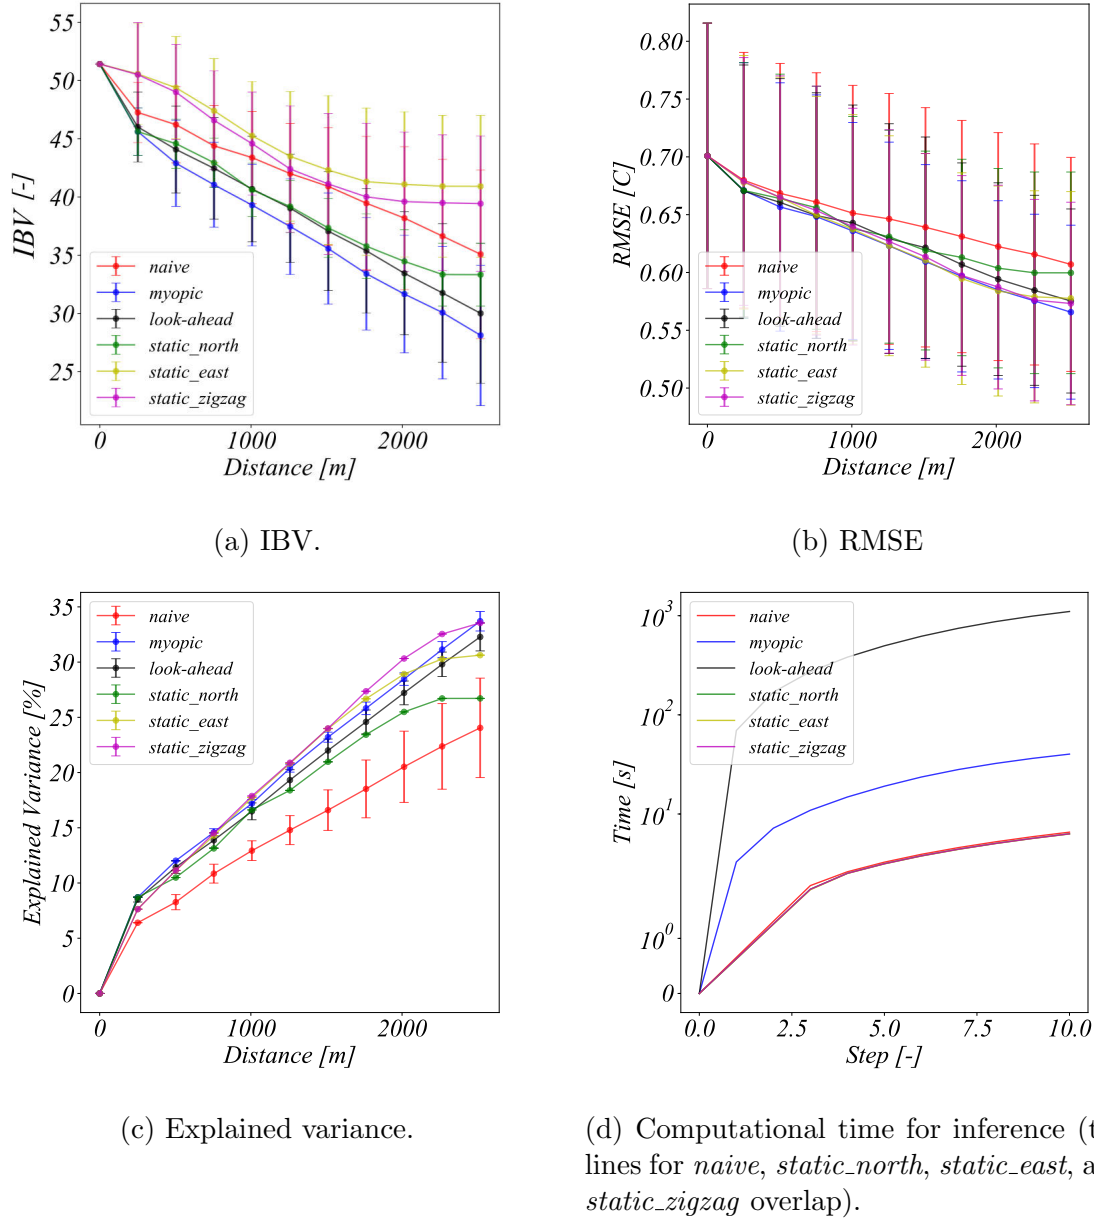 55
50
45
40
35
30
25
IBV [-]
naive
myopic
look-ahead
static_north
static_east
static_zigzag
0
1000
2000
Distance [m]
(a) IBV.
0.80
0.75
0.70
0.65
0.60
0.55
0.50
RMSE [C]
naive
myopic
look-ahead
static_north
static_east
static_zigzag
0
1000
2000
Distance [m]
(b) RMSE
35
30
25
20
15
10
5
0
Explained Variance [%]
naive
myopic
look-ahead
static_north
static_east
static_zigzag
0
1000
2000
Distance [m]
(c) Explained variance.
10^3
10^2
10^1
10^0
0
Time [s]
naive
myopic
look-ahead
static_north
static_east
static_zigzag
0.0
2.5
5.0
7.5
10.0
Step [-]
(d) Computational time for inference (t
lines for naive, static_north, static_east, a
static_zigzag overlap).